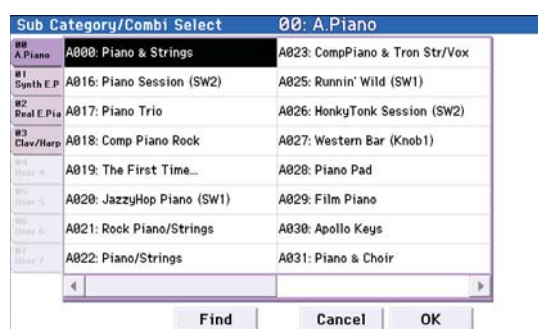 Sub Category/Combi Select 00: A.Piano
00
A.Piano
01
Synth E.P
02
Real E.Pia
03
Clav/Harp
04
User 4
05
User 5
06
User 6
07
User 7
A000: Piano & Strings
A016: Piano Session (SW2)
A017: Piano Trio
A018: Comp Piano Rock
A019: The First Time...
A020: JazzyHop Piano (SW1)
A021: Rock Piano/Strings
A022: Piano/Strings
A023: CompPiano & Tron Str/Vox
A025: Runnin' Wild (SW1)
A026: HonkyTonk Session (SW2)
A027: Western Bar (Knob1)
A028: Piano Pad
A029: Film Piano
A030: Apollo Keys
A031: Piano & Choir
Find Cancel OK